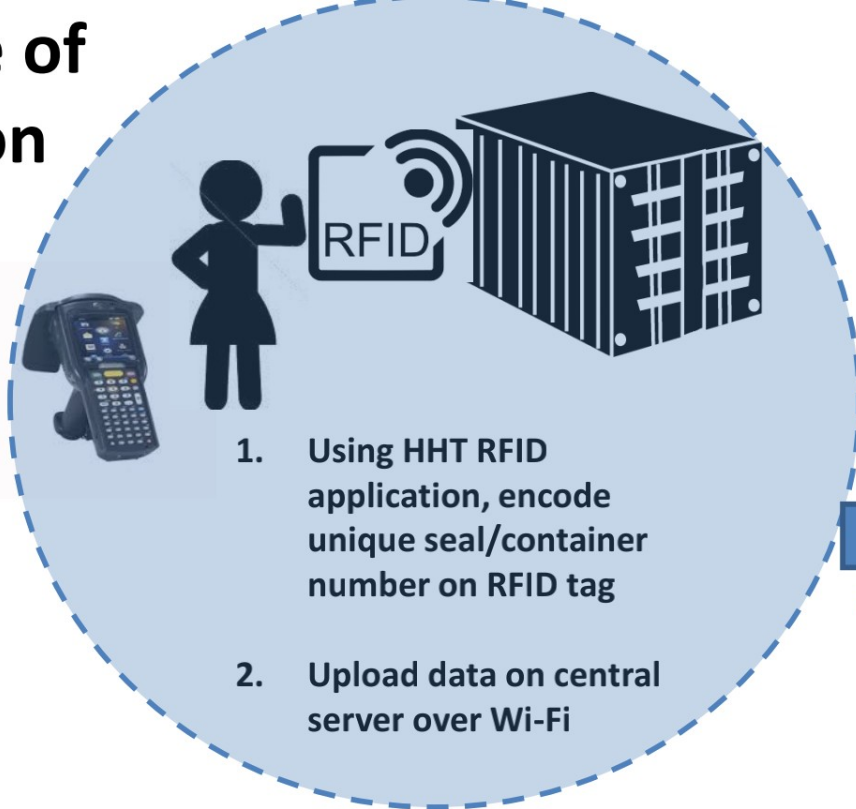 e of
on
RFID
1. Using HHT RFID
application, encode
unique seal/container
number on RFID tag
2. Upload data on central
server over Wi-Fi